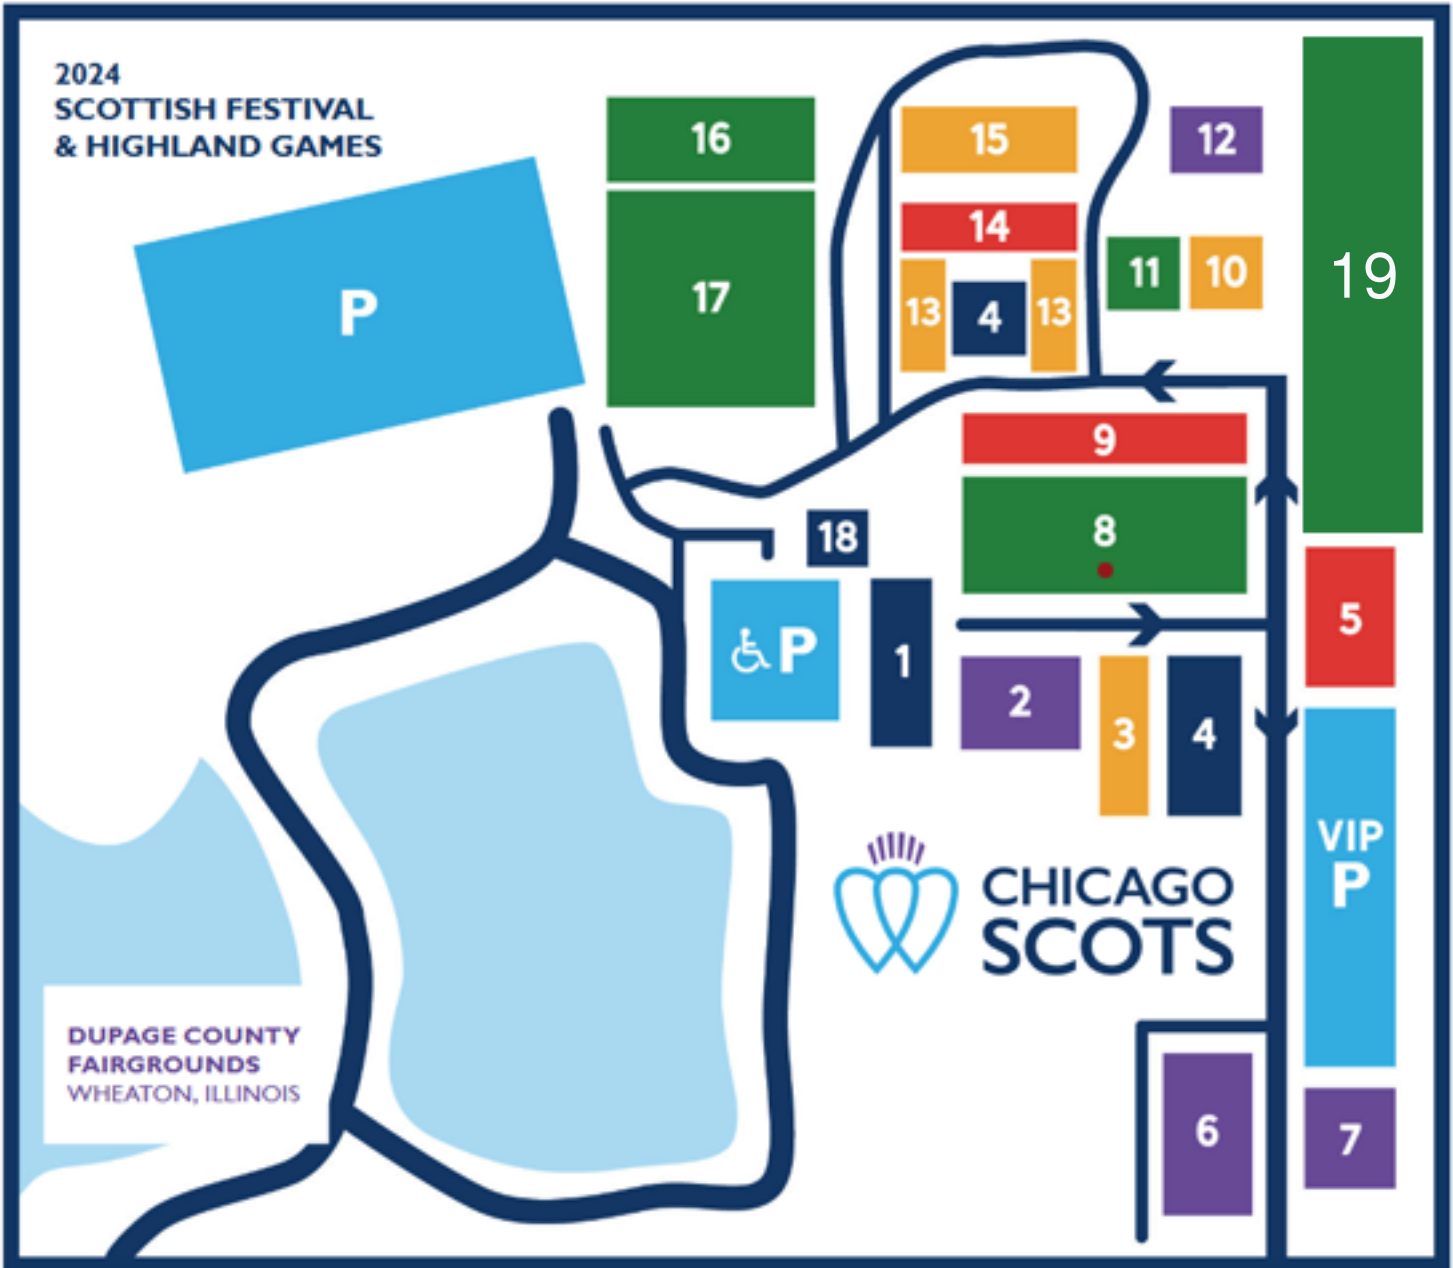 2024
SCOTTISH FESTIVAL
& HIGHLAND GAMES
16
15
12
14
17
11
10
19
13
4
13
P
9
8
18
5
P
1
2
3
4
VIP
P
CHICAGO
SCOTS
DUPAGE COUNTY
FAIRGROUNDS
WHEATON, ILLINOIS
6
7